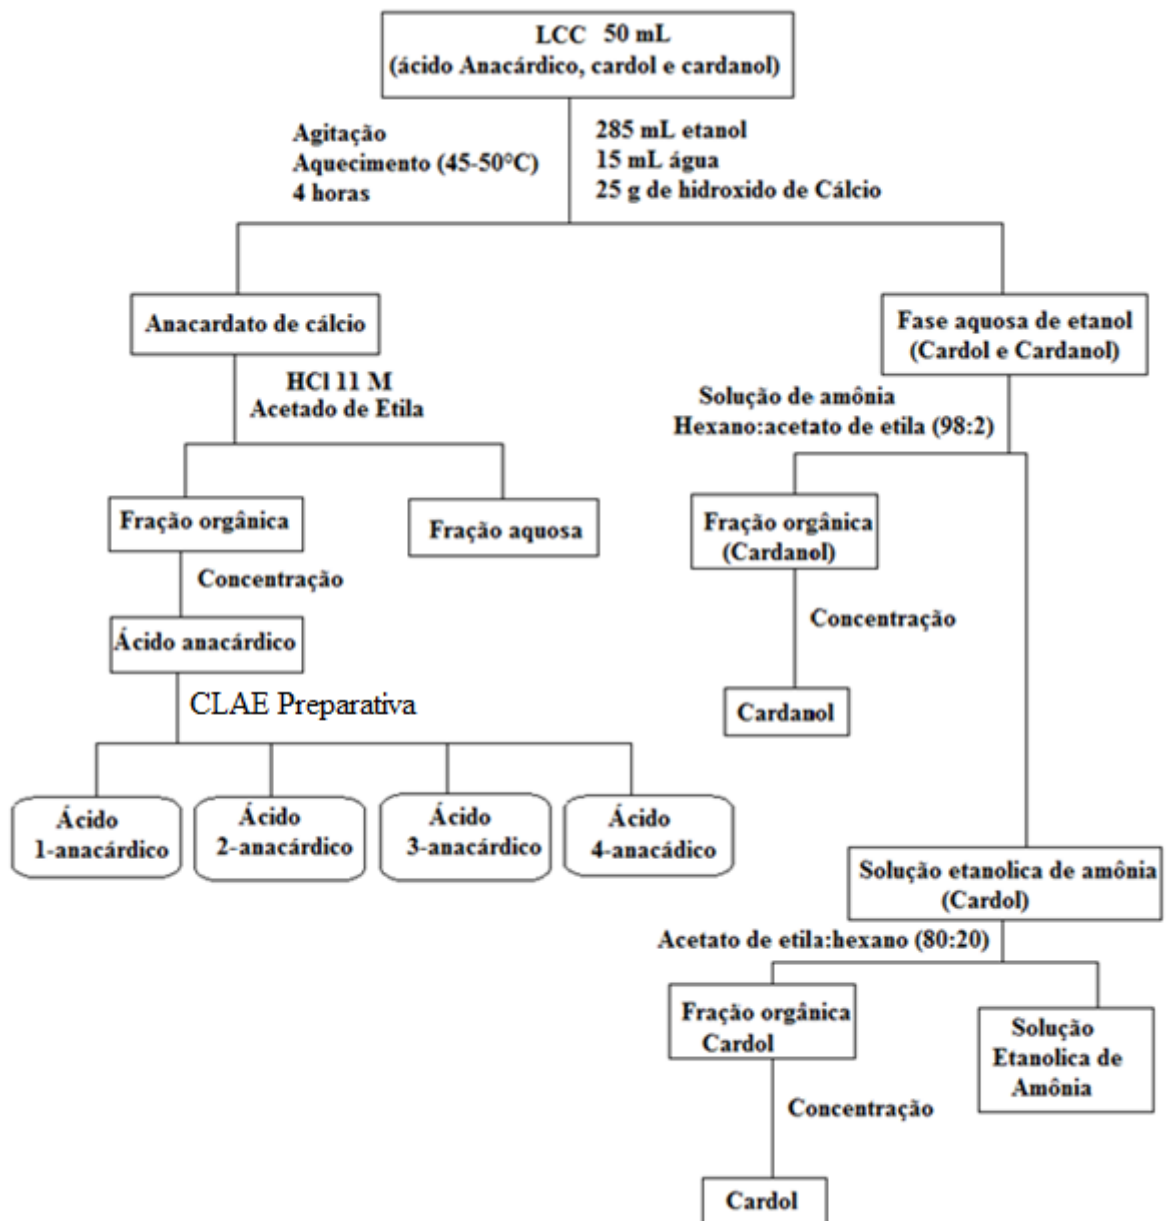 LCC 50 mL
(ácido Anacárdico, cardol e cardanol)
Agitação
Aquecimento (45-50°C)
4 horas
285 mL etanol
15 mL água
25 g de hidroxido de Cálcio
Anacardato de cálcio
HCl 11 M
Acetado de Etila
Fração orgânica
Fração aquosa
Concentração
Ácido anacárdico
CLAE Preparativa
Ácido
1-anacárdico
Ácido
2-anacárdico
Ácido
3-anacárdico
Ácido
4-anacádico
Fase aquosa de etanol
(Cardol e Cardanol)
Solução de amônia
Hexano:acetato de etila (98:2)
Fração orgânica
(Cardanol)
Concentração
Cardanol
Solução etanolica de amônia
(Cardol)
Acetato de etila:hexano (80:20)
Fração orgânica
Cardol
Solução
Etanolica de
Amônia
Concentração
Cardol